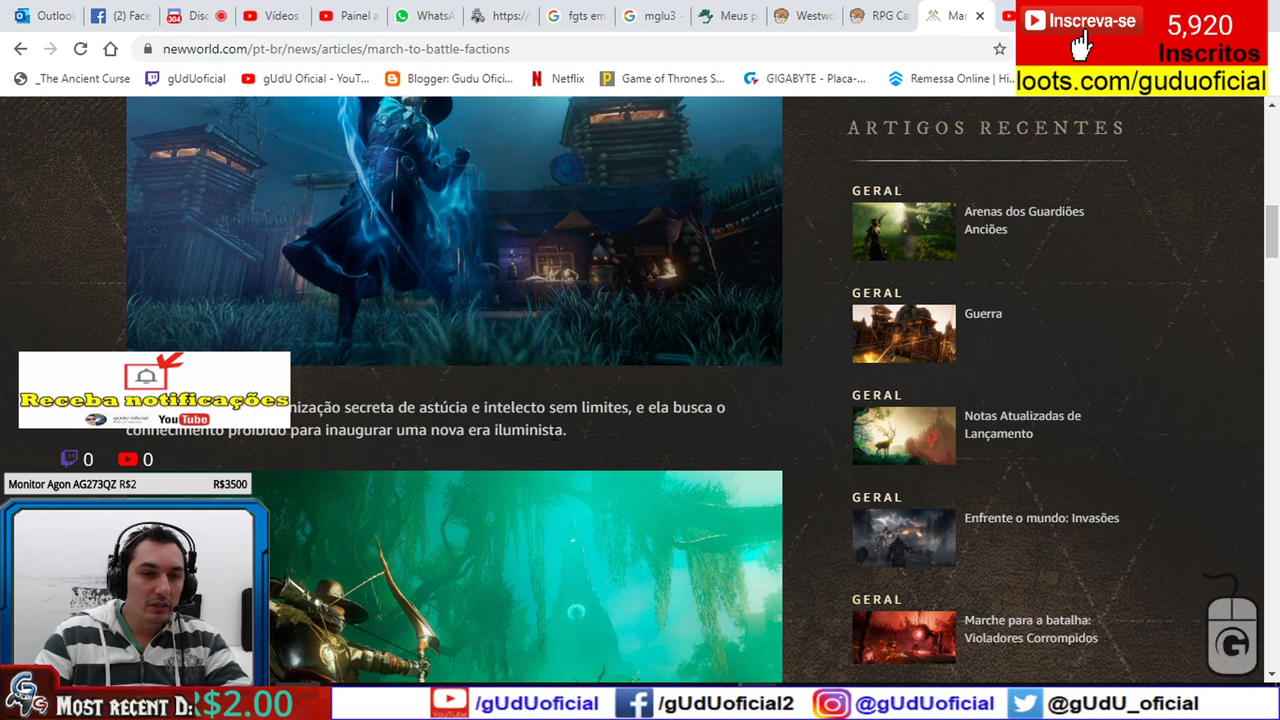 Outlo
(2) Face
304
Disc
Vídeos
Painel a
WhatsA
https:/
fgts em
mglu3 -
Meus p
Westwo
RPG Ca
Mar
newworld.com/pt-br/news/articles/march-to-battle-factions
_The Ancient Curse
gUdUoficial
gUdU Oficial - YouT...
Blogger: Gudu Ofici...
Netflix
Game of Thrones S...
GIGABYTE - Placa-...
Remessa Online | Hi...
Inscreva-se
5,920
Inscritos
loots.com/guduoficial
ARTIGOS RECENTES
GERAL
Arenas dos Guardiões
Anciões
GERAL
Guerra
GERAL
Notas Atualizadas de
Lançamento
GERAL
Enfrente o mundo: Invasões
GERAL
Marche para a batalha:
Violadores Corrompidos
Receba notificações
YouTube
nização secreta de astúcia e intelecto sem limites, e ela busca o
conhecimento proibido para inaugurar uma nova era iluminista.
0
0
Monitor Agon AG273QZ R$2
R$3500
G
MOST RECENT D:
R$2.00
YouTube
/gUdUoficial
/gUdUoficial2
@gUdUoficial
@gUdU_oficial